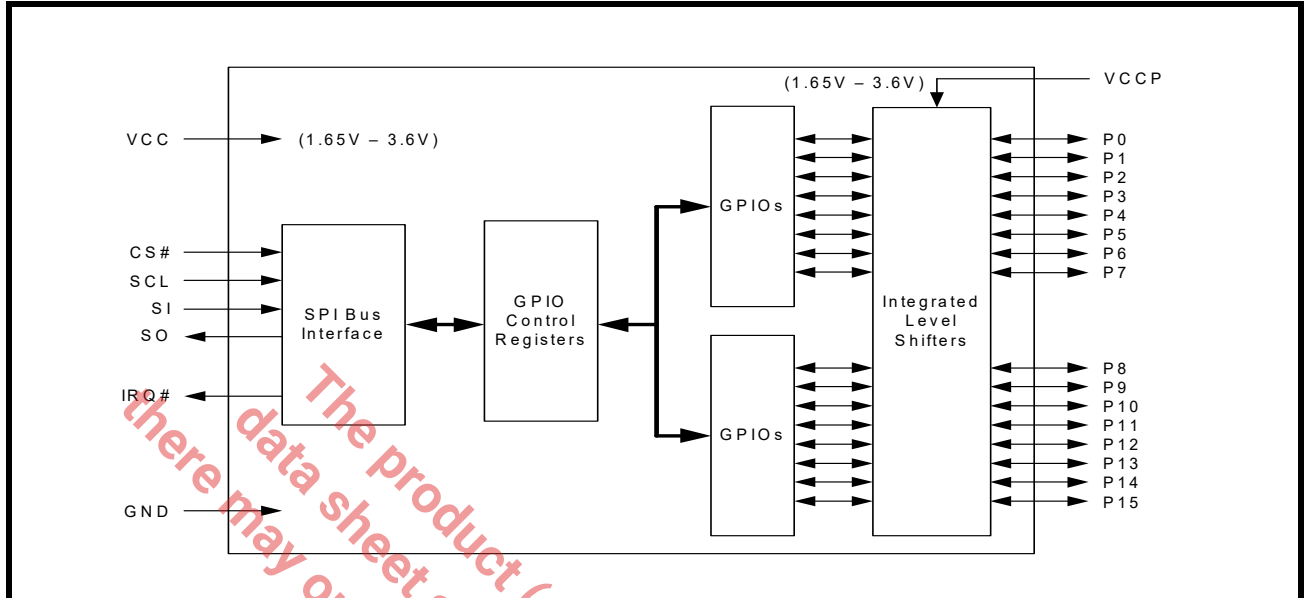 (1.65V – 3.6V)
VCCP
VCC
(1.65V – 3.6V)
CS#
SCL
SI
SO
IRQ#
GND
SPI Bus
Interface
GPIO
Control
Registers
GPIOs
GPIOs
Integrated
Level
Shifters
P0
P1
P2
P3
P4
P5
P6
P7
P8
P9
P10
P11
P12
P13
P14
P15
The product (
data sheet
there may